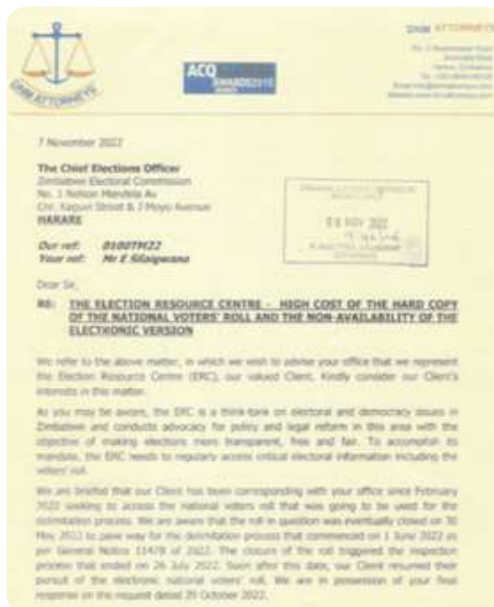 DNM ATTORNEYS
DNM ATTORNEYS
ACQ
AWARDS2015
7 November 2022
The Chief Elections Officer
Zimbabwe Electoral Commission
No. 1 Nelson Mandela Av
Cnr. Kaguvi Street & J Moyo Avenue
HARARE
08 NOV 2022
Our ref:
Your ref: Mr E Silaigwana
Dear Sir,
RE: THE ELECTION RESOURCE CENTRE - HIGH COST OF THE HARD COPY
OF THE NATIONAL VOTERS' ROLL AND THE NON-AVAILABILITY OF THE
ELECTRONIC VERSION
We refer to the above matter, in which we wish to advise your office that we represent
the Election Resource Centre (ERC), our valued Client. Kindly consider our Client's
interests in this matter.
As you may be aware, the ERC is a think-tank on electoral and democracy issues in
Zimbabwe and conducts advocacy for policy and legal reform in this area with the
objective of making elections more transparent, free and fair. To accomplish its
mandate, the ERC needs to regularly access critical electoral information including the
voters' roll.
We are briefed that our Client has been corresponding with your office since February
2022 seeking to access the national voters roll that was going to be used for the
delimitation process. We are aware that the roll in question was eventually closed on 30
May 2022 to pave way for the delimitation process that commenced on 1 June 2022 as
per General Notice 1147B of 2022. The closure of the roll triggered the inspection
process that ended on 26 July 2022. Soon after this date, our Client resumed their
pursuit of the electronic national voters' roll. We are in possession of your final
response on the request dated 20 October 2022.